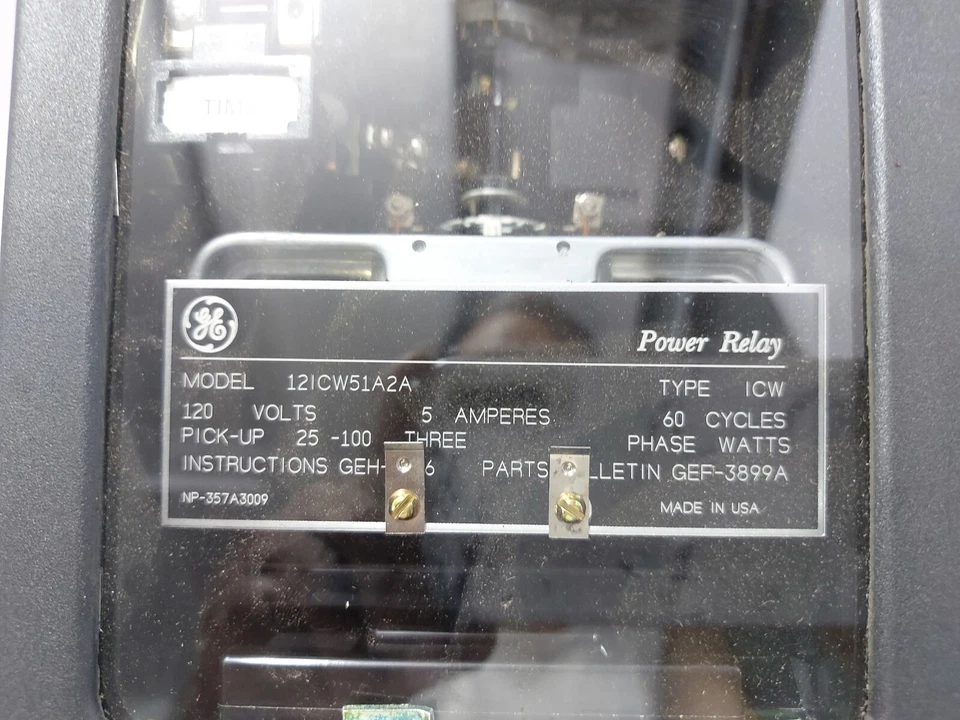 TIME
GE
Power Relay
MODEL 12ICW51A2A TYPE ICW
120 VOLTS 5 AMPERES 60 CYCLES
PICK-UP 25 -100 THREE PHASE WATTS
INSTRUCTIONS PARTS GEF-3899A
NP-357A3009 MADE IN USA